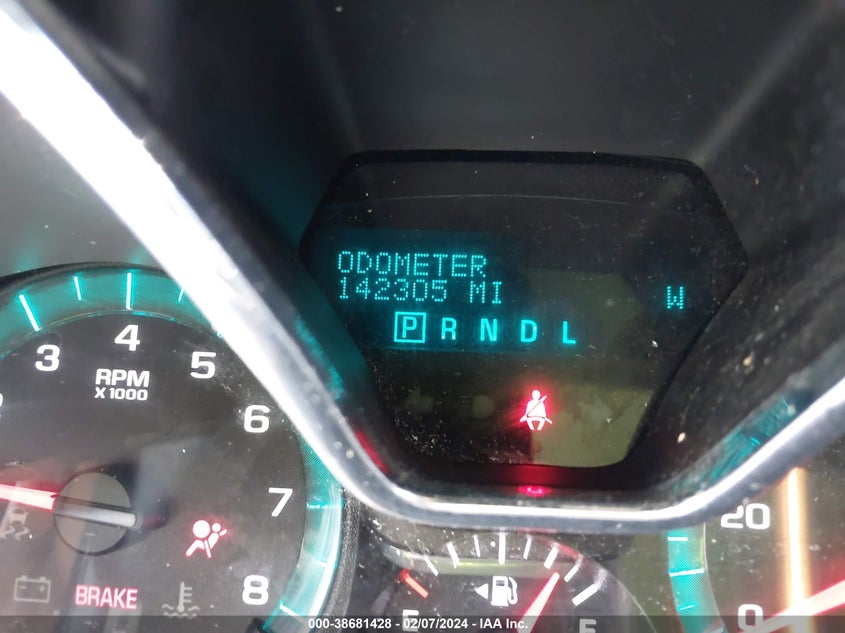 ODOMETER
142305 MI
W
P R N D L
3
4
5
6
7
8
RPM
X 1000
BRAKE
20
0
000-38681428 - 02/07/2024 - IAA Inc.